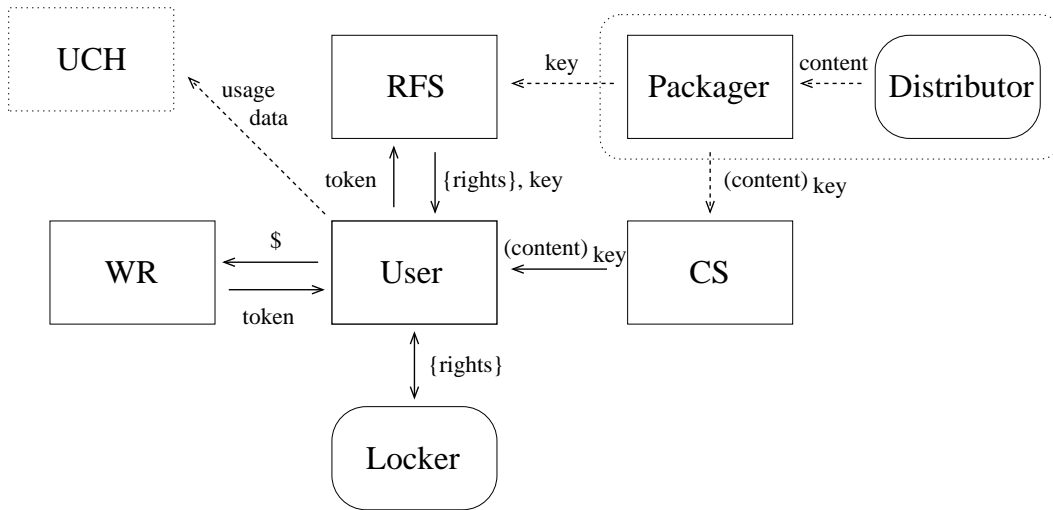 UCH
RFS
Packager
Distributor
key
content
usage
data
token
{rights}, key
(content) key
WR
$
token
User
(content) key
CS
{rights}
Locker